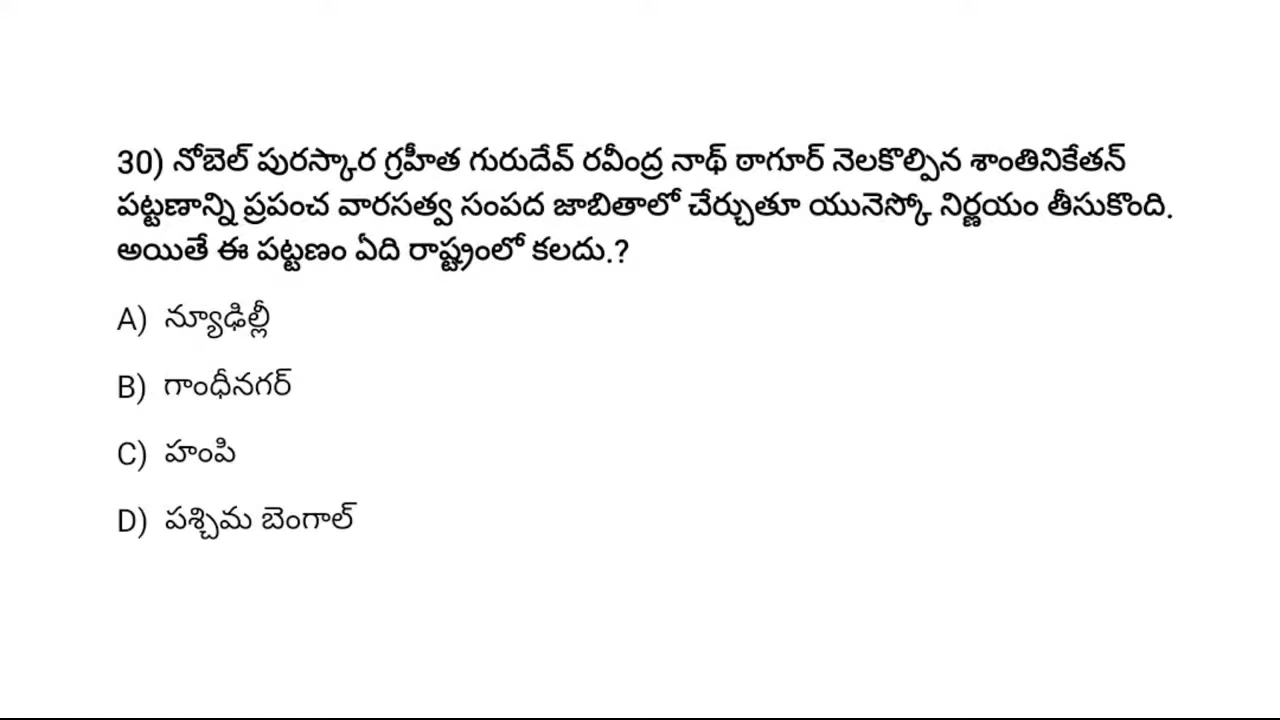 30) నోబెల్ పురస్కార గ్రహీత గురుదేవ్ రవీంద్ర నాథ్ ఠాగూర్ నెలకొల్పిన శాంతినికేతన్
పట్టణాన్ని ప్రపంచ వారసత్వ సంపద జాబితాలో చేర్చుతూ యునెస్కో నిర్ణయం తీసుకొంది.
అయితే ఈ పట్టణం ఏది రాష్ట్రంలో కలదు.?
A) న్యూఢిల్లీ
B) గాంధీనగర్
C) హంపి
D) పశ్చిమ బెంగాల్